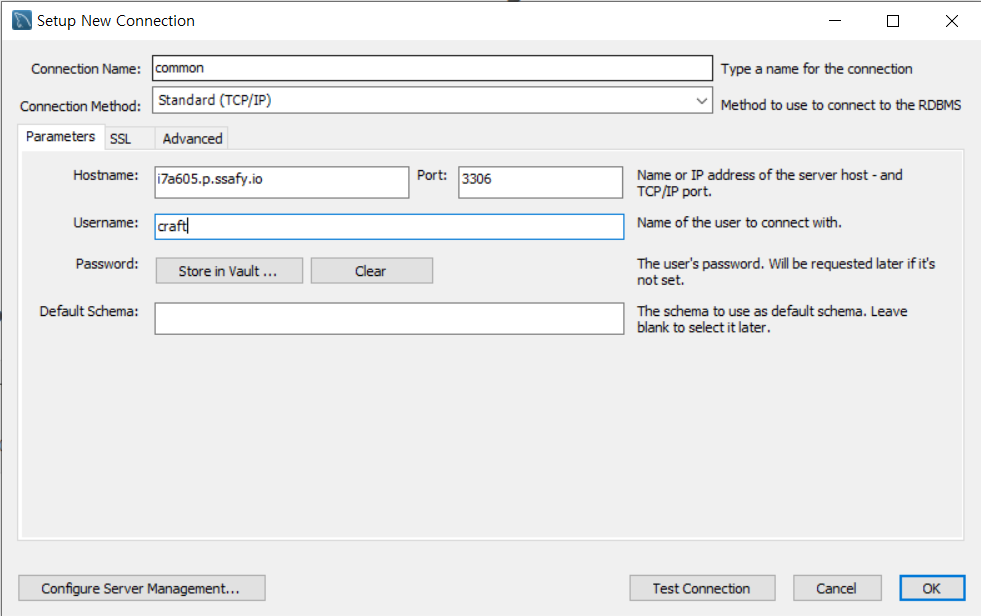 Setup New Connection
Connection Name: common Type a name for the connection
Connection Method: Standard (TCP/IP) Method to use to connect to the RDBMS
Parameters SSL Advanced
Hostname: i7a605.p.ssafy.io Port: 3306 Name or IP address of the server host - and
TCP/IP port.
Username: craft Name of the user to connect with.
Password: Store in Vault ... Clear The user's password. Will be requested later if it's
not set.
Default Schema: The schema to use as default schema. Leave
blank to select it later.
Configure Server Management... Test Connection Cancel OK